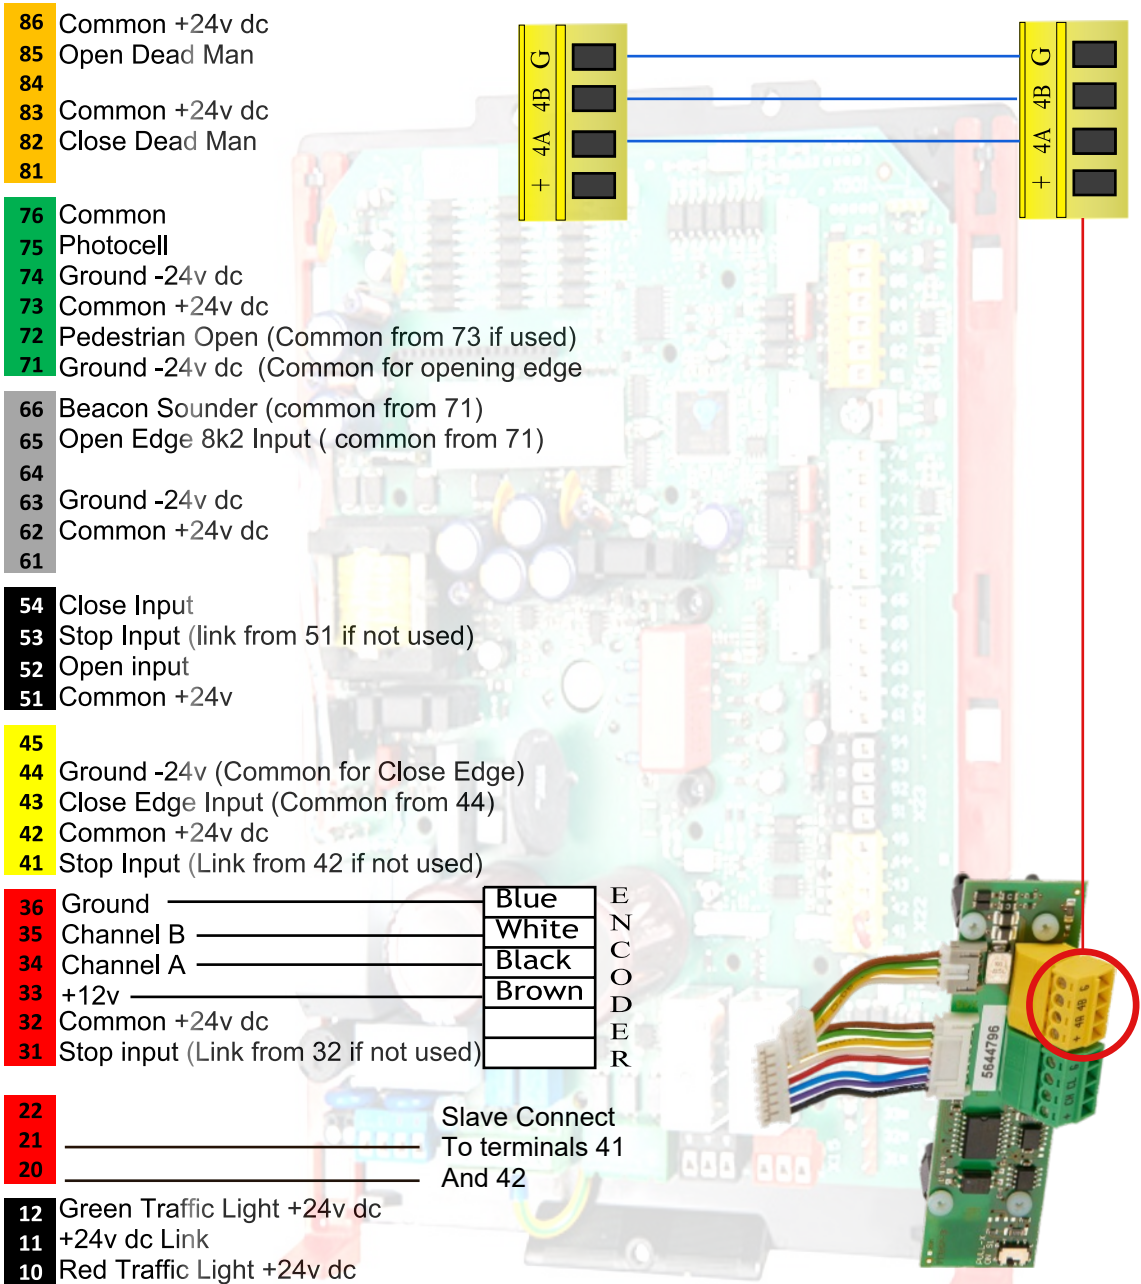 86 Common +24v dc
85 Open Dead Man
84
83 Common +24v dc
82 Close Dead Man
81
76 Common
75 Photocell
74 Ground -24v dc
73 Common +24v dc
72 Pedestrian Open (Common from 73 if used)
71 Ground -24v dc (Common for opening edge
66 Beacon Sounder (common from 71)
65 Open Edge 8k2 Input ( common from 71)
64
63 Ground -24v dc
62 Common +24v dc
61
54 Close Input
53 Stop Input (link from 51 if not used)
52 Open input
51 Common +24v
45
44 Ground -24v (Common for Close Edge)
43 Close Edge Input (Common from 44)
42 Common +24v dc
41 Stop Input (Link from 42 if not used)
36 Ground
35 Channel B
34 Channel A
33 +12v
32 Common +24v dc
31 Stop input (Link from 32 if not used)
Blue
White
Black
Brown
ENCODER
22
21
20
Slave Connect
To terminals 41
And 42
12 Green Traffic Light +24v dc
11 +24v dc Link
10 Red Traffic Light +24v dc
G
4B
4A
+
G
4B
4A
+
+ 4A 4B G
5644796